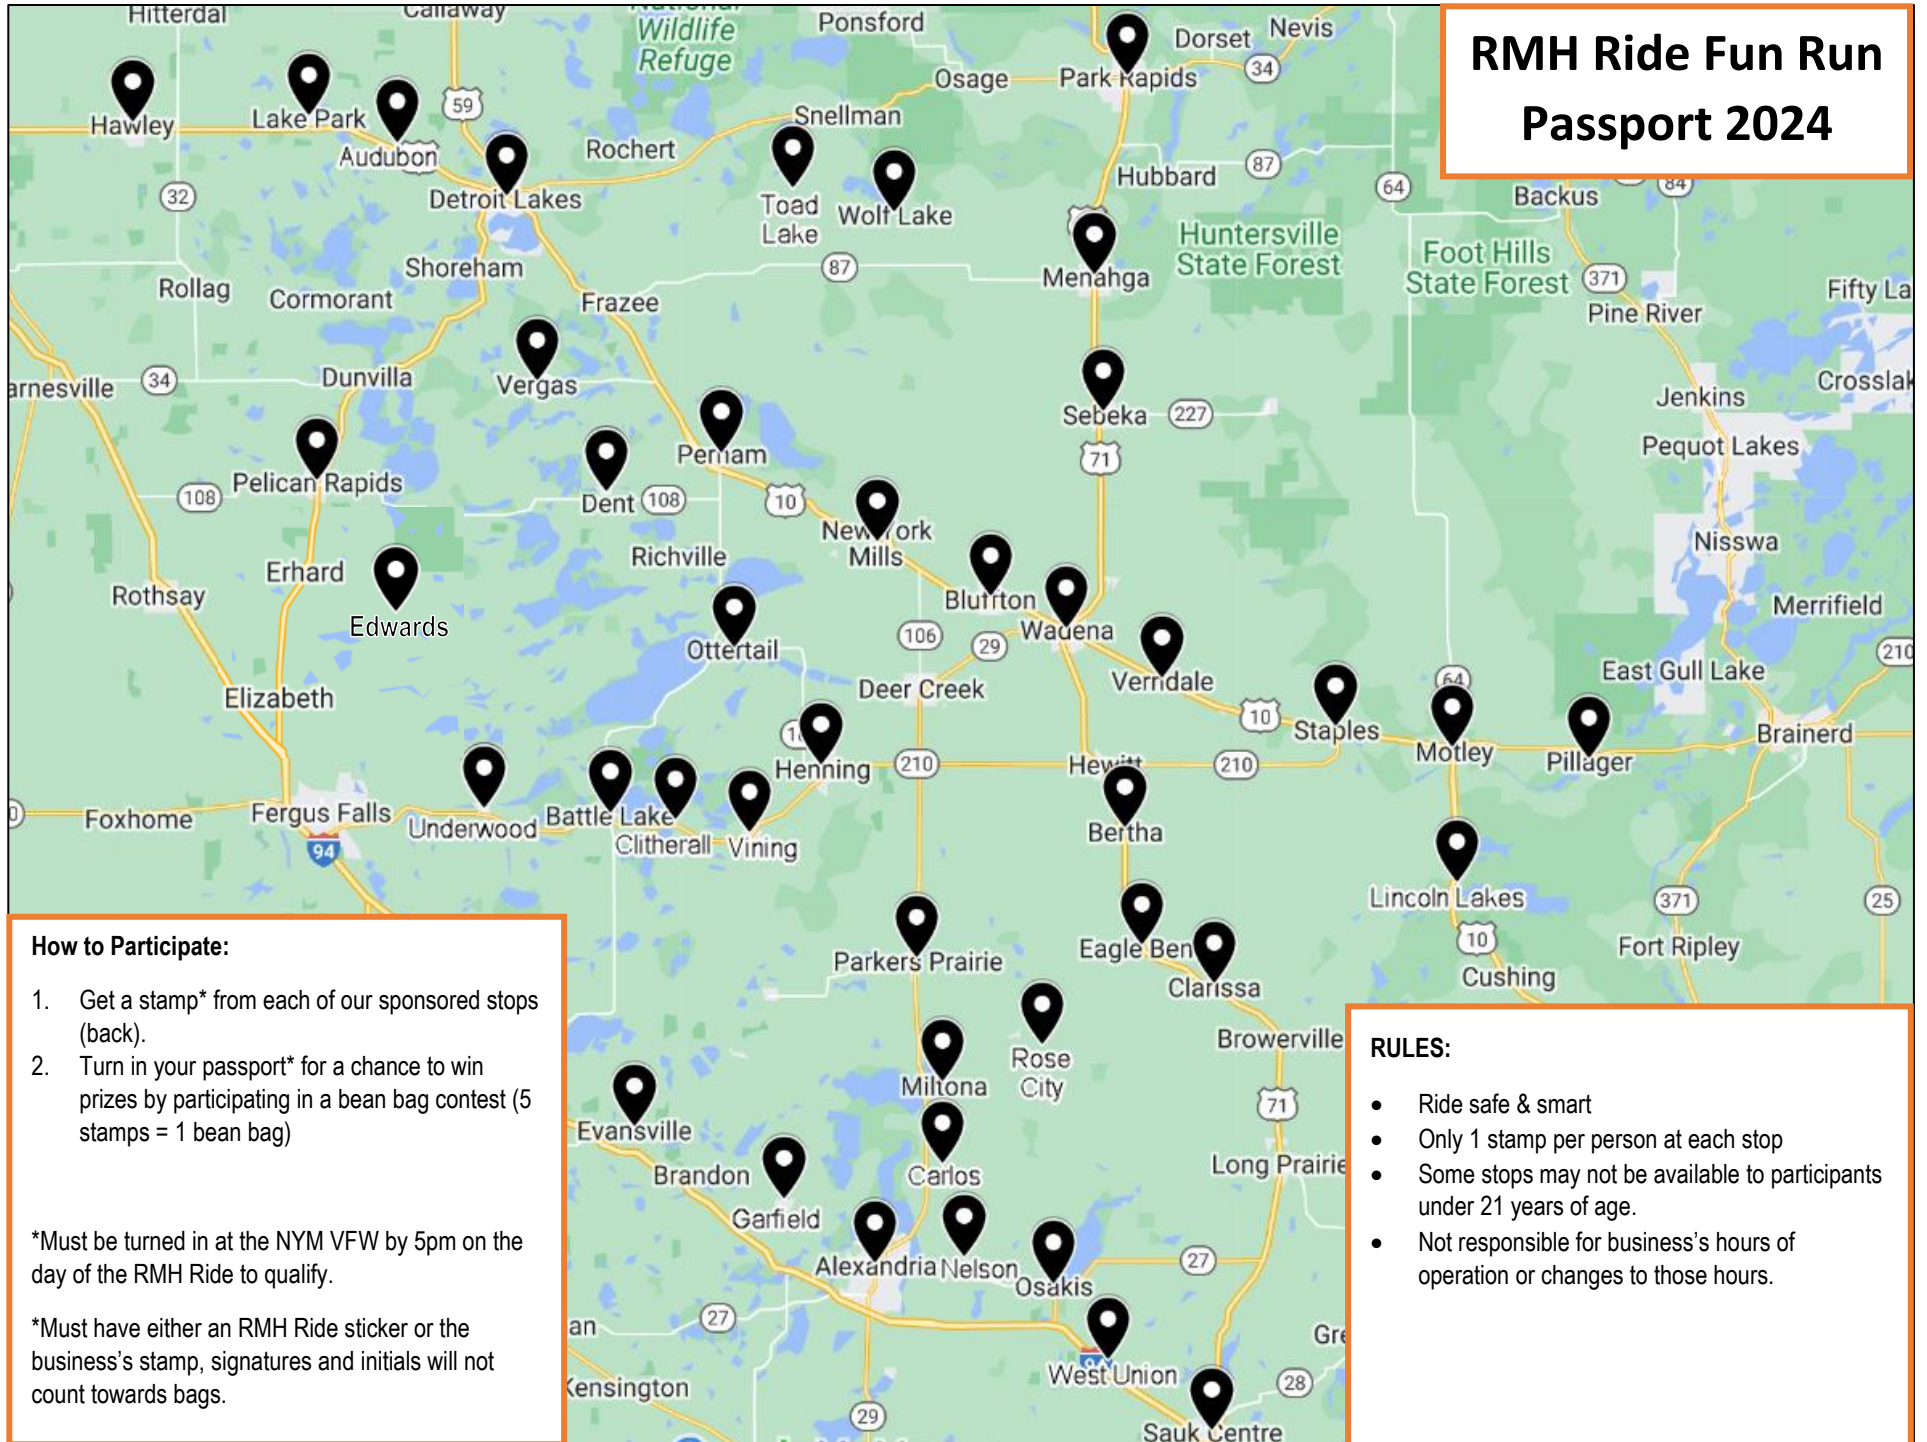 Hitterdal
Callaway
National
Wildlife
Refuge
Ponsford
Dorset
Nevis
RMH Ride Fun Run
Passport 2024
Osage
Park Rapids
34
Hawley
Lake Park
59
Snellman
Audubon
Rochert
Detroit Lakes
Hubbard
87
64
84
Backus
32
Toad
Lake
Wolf Lake
Menahga
Huntersville
State Forest
Foot Hills
State Forest
371
Shoreham
87
Rollag
Cormorant
Frazee
Fifty La
Pine River
arnesville
34
Dunvilla
Vergas
Crosslak
Jenkins
Sebeka
227
Pequot Lakes
Perham
71
Pelican Rapids
108
Dent
108
10
New York
Mills
Nisswa
Richville
Erhard
Rothsay
Edwards
Bluffton
Merrifield
Wadena
106
29
Ottertail
210
Verndale
East Gull Lake
Deer Creek
64
Elizabeth
10
Staples
Motley
Brainerd
Pillager
Henning
210
Hewitt
210
0
Foxhome
Fergus Falls
Underwood
Battle Lake
Clitherall
Vining
94
Bertha
Lincoln Lakes
371
25
10
Fort Ripley
Cushing
Parkers Prairie
Eagle Ben
Clarissa
Browerville
Rose
City
Miltona
71
Evansville
Carlos
Long Prairie
Brandon
Garfield
Alexandria
Nelson
Osakis
27
27
an
Gre
West Union
Kensington
28
29
Sauk Centre
How to Participate:
1. Get a stamp* from each of our sponsored stops
(back).
2. Turn in your passport* for a chance to win
prizes by participating in a bean bag contest (5
stamps = 1 bean bag)
*Must be turned in at the NYM VFW by 5pm on the
day of the RMH Ride to qualify.
*Must have either an RMH Ride sticker or the
business's stamp, signatures and initials will not
count towards bags.
RULES:
• Ride safe & smart
• Only 1 stamp per person at each stop
• Some stops may not be available to participants
under 21 years of age.
• Not responsible for business's hours of
operation or changes to those hours.